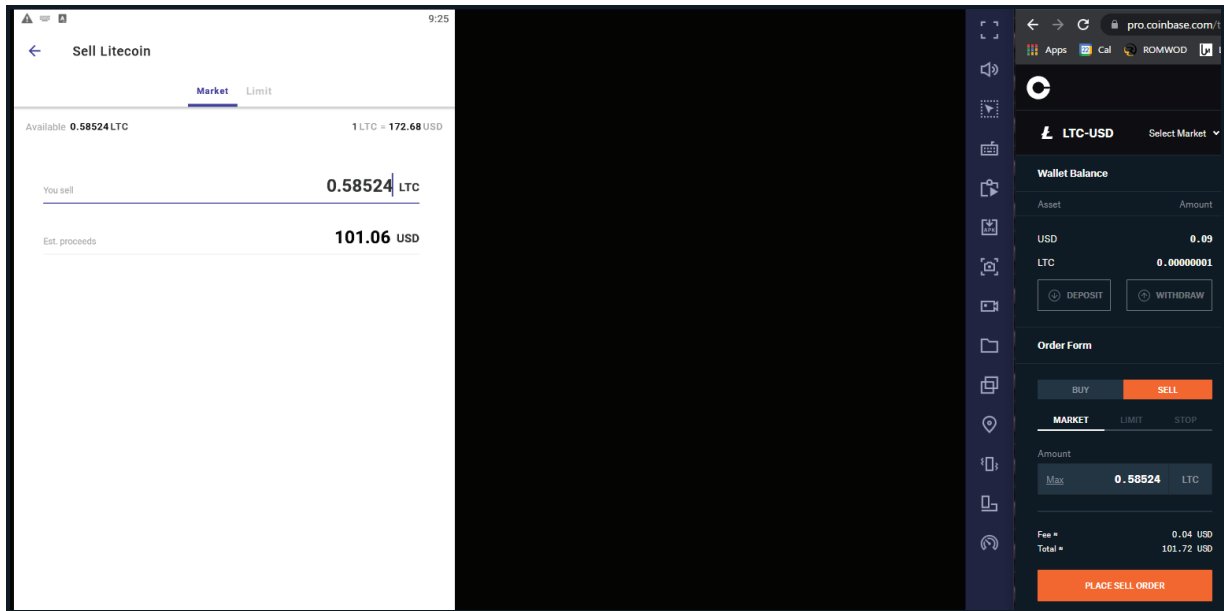 9:25
Sell Litecoin
Market Limit
Available 0.58524 LTC 1 LTC = 172.68 USD
You sell 0.58524 LTC
Est. proceeds 101.06 USD
APK
pro.coinbase.com/t
Apps 22 Cal ROMWOD
LTC-USD Select Market
Wallet Balance
Asset Amount
USD 0.09
LTC 0.00000001
DEPOSIT WITHDRAW
Order Form
BUY SELL
MARKET LIMIT STOP
Amount
Max 0.58524 LTC
Fee ≈ 0.04 USD
Total ≈ 101.72 USD
PLACE SELL ORDER